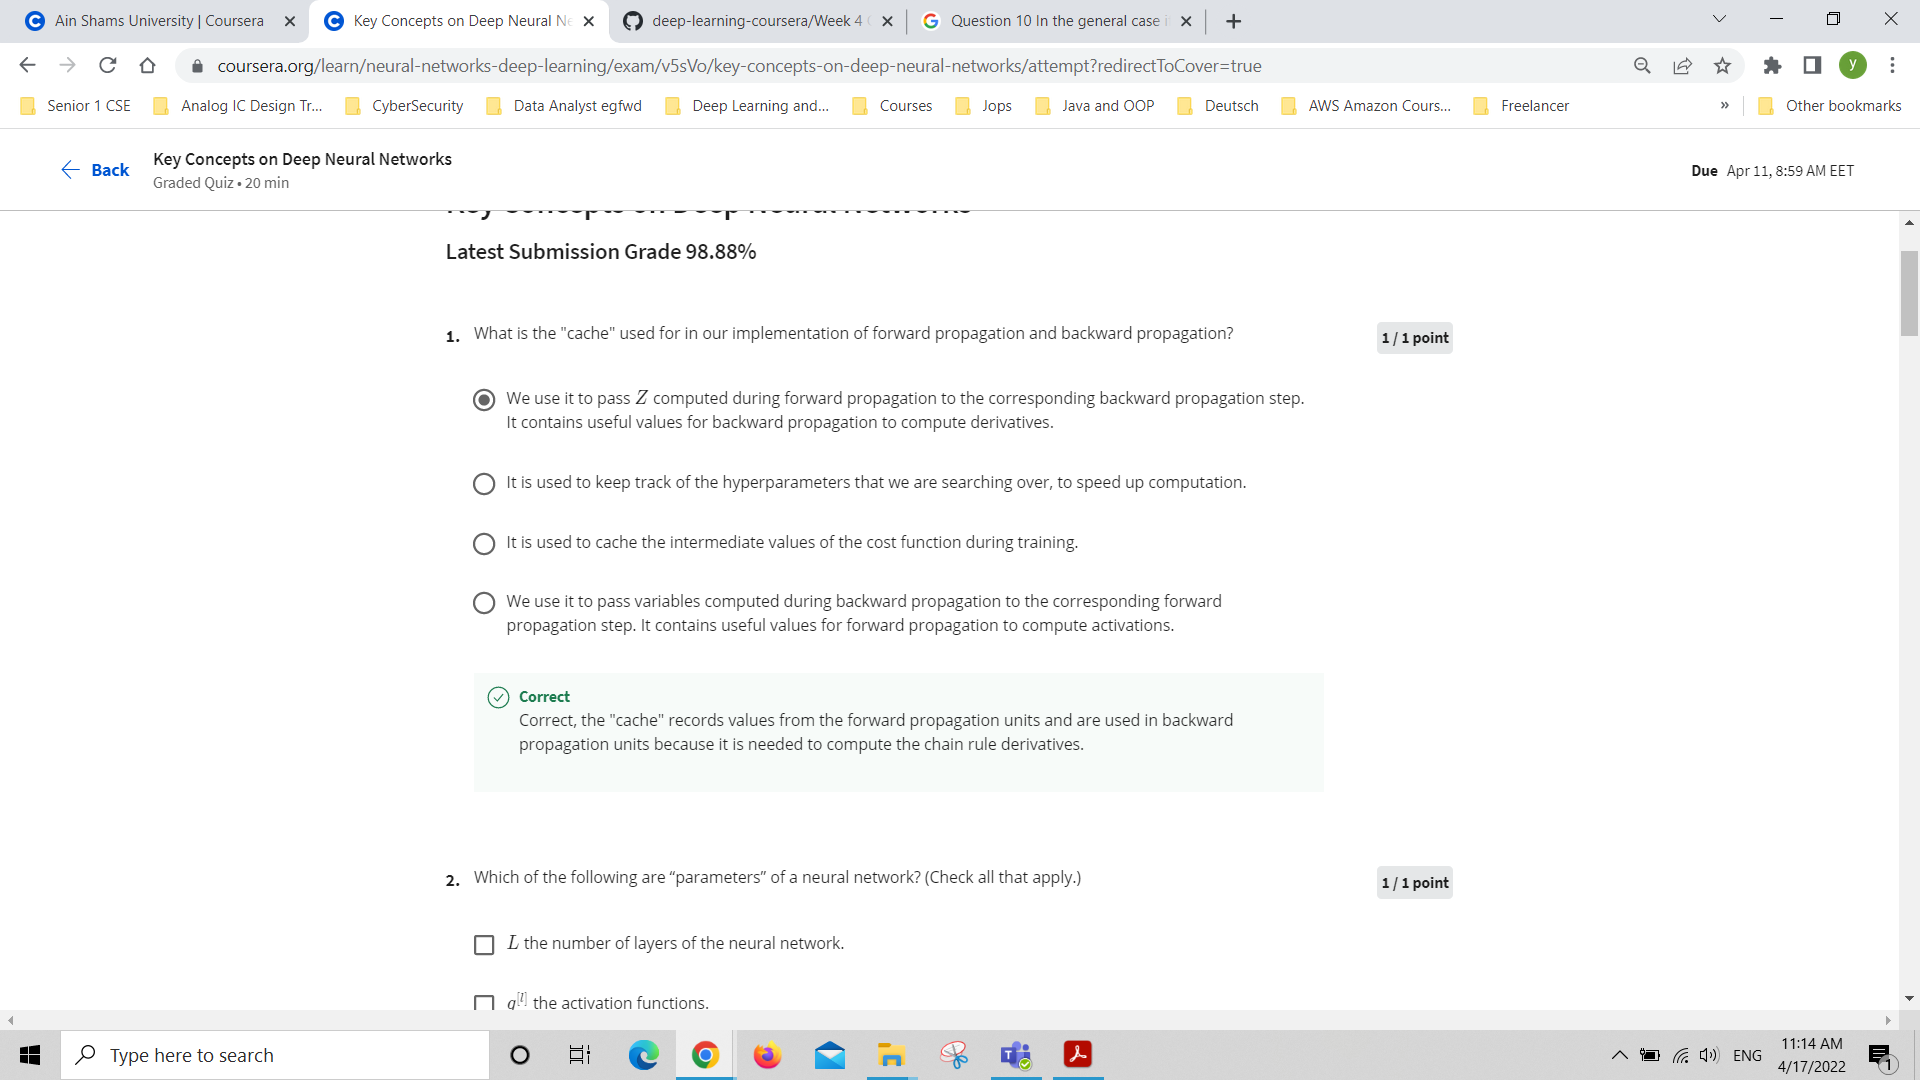 Ain Shams University | Coursera
Key Concepts on Deep Neural Ne
deep-learning-coursera/Week 4
Question 10 In the general case i
coursera.org/learn/neural-networks-deep-learning/exam/v5sVo/key-concepts-on-deep-neural-networks/attempt?redirectToCover=true
y
Senior 1 CSE
Analog IC Design Tr...
CyberSecurity
Data Analyst egfwd
Deep Learning and...
Courses
Jops
Java and OOP
Deutsch
AWS Amazon Cours...
Freelancer
»
Other bookmarks
Back
Key Concepts on Deep Neural Networks
Graded Quiz • 20 min
Due Apr 11, 8:59 AM EET
Key Concepts on Deep Neural Networks
Latest Submission Grade 98.88%
1. What is the "cache" used for in our implementation of forward propagation and backward propagation?
1 / 1 point
We use it to pass Z computed during forward propagation to the corresponding backward propagation step.
It contains useful values for backward propagation to compute derivatives.
It is used to keep track of the hyperparameters that we are searching over, to speed up computation.
It is used to cache the intermediate values of the cost function during training.
We use it to pass variables computed during backward propagation to the corresponding forward
propagation step. It contains useful values for forward propagation to compute activations.
Correct
Correct, the "cache" records values from the forward propagation units and are used in backward
propagation units because it is needed to compute the chain rule derivatives.
2. Which of the following are “parameters” of a neural network? (Check all that apply.)
1 / 1 point
L the number of layers of the neural network.
g[l] the activation functions.
Type here to search
ENG
11:14 AM
4/17/2022
1